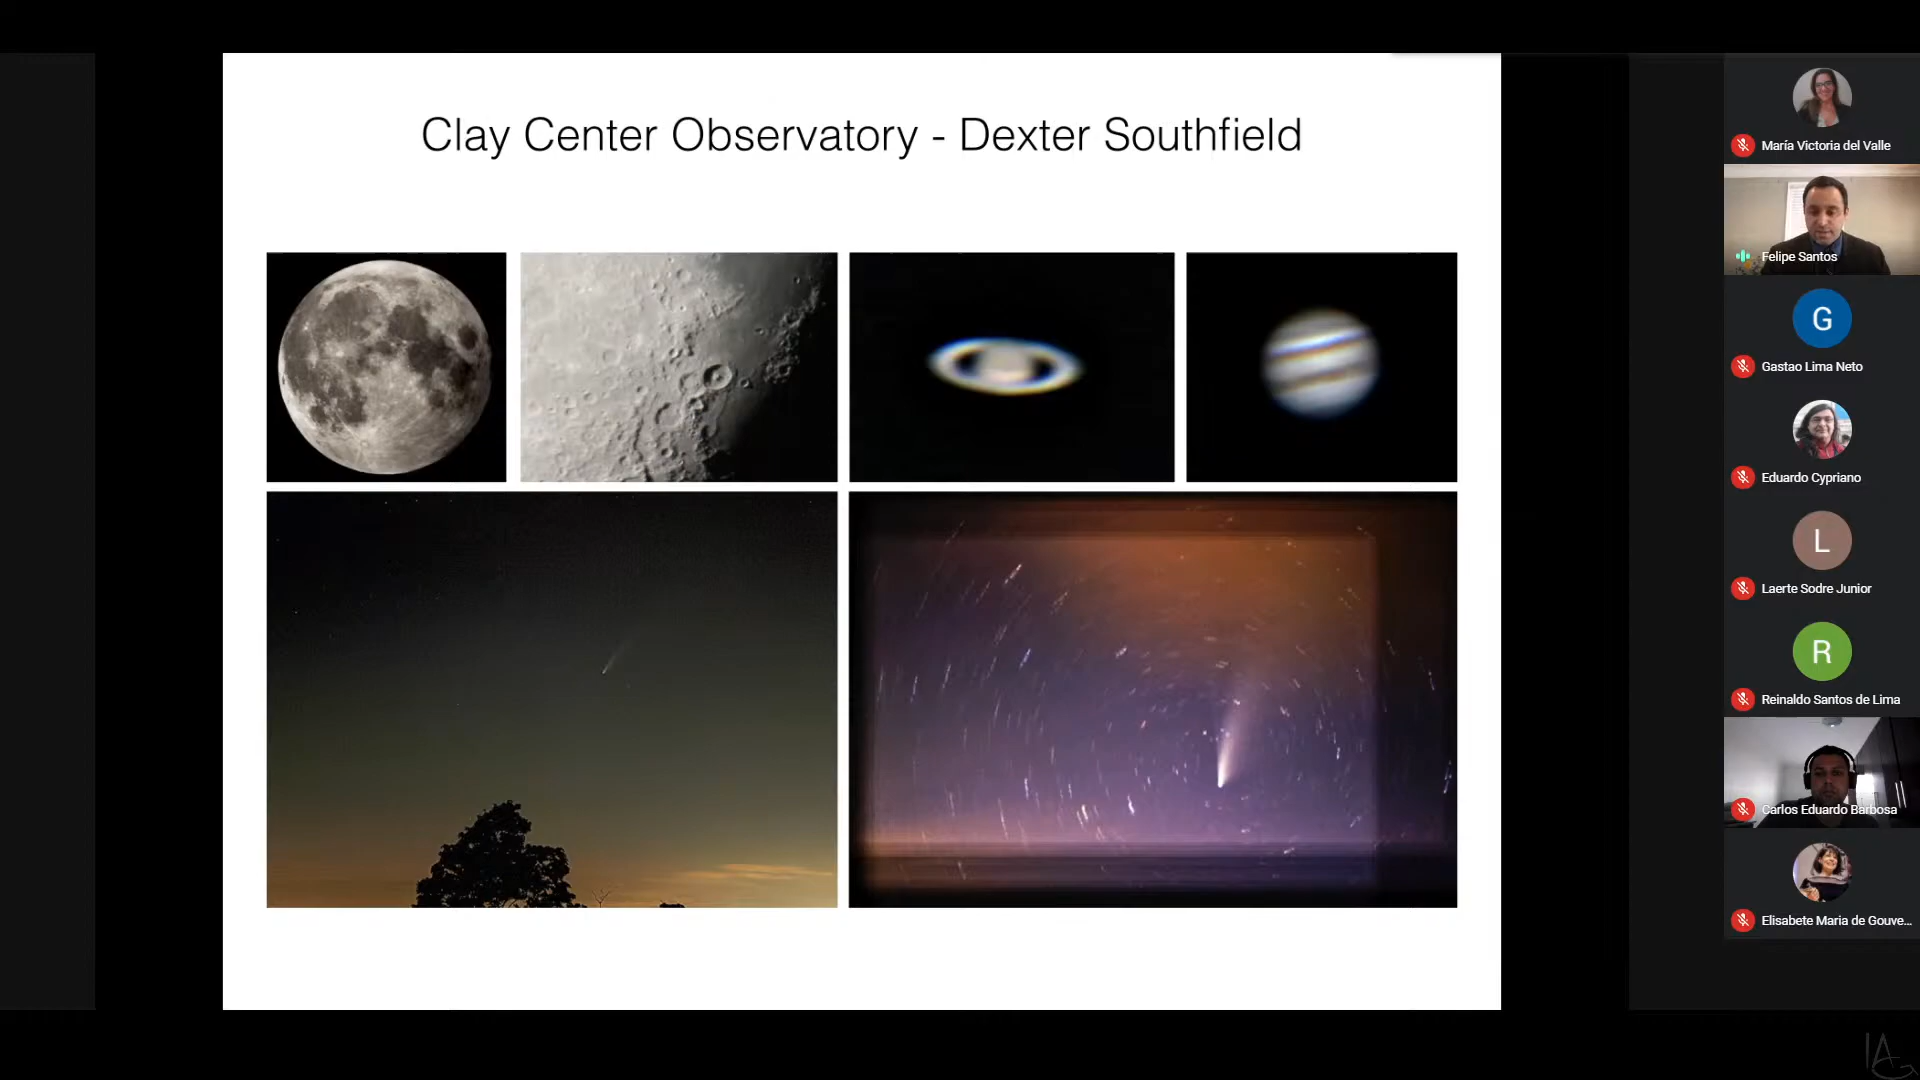 Clay Center Observatory - Dexter Southfield
María Victoria del Valle
Felipe Santos
G
Gastao Lima Neto
Eduardo Cypriano
L
Laerte Sodre Junior
R
Reinaldo Santos de Lima
Carlos Eduardo Barbosa
Elisabete Maria de Gouve...
IAG